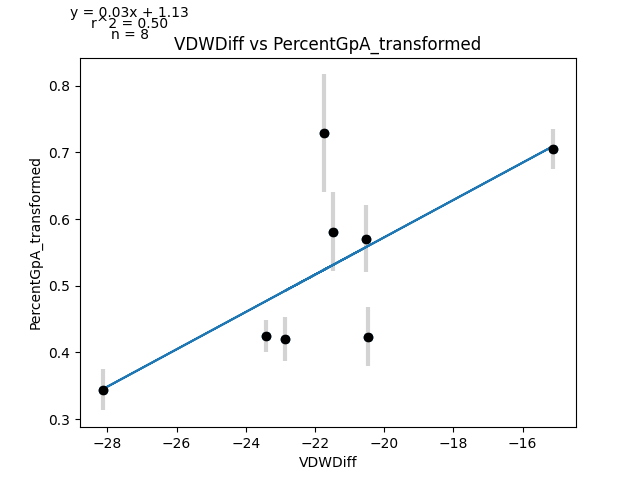 y = 0.03x + 1.13
r^2 = 0.50
n = 8
VDWDiff vs PercentGpA_transformed
0.8
0.7
0.6
0.5
0.4
0.3
PercentGpA_transformed
−28
−26
−24
−22
−20
−18
−16
VDWDiff